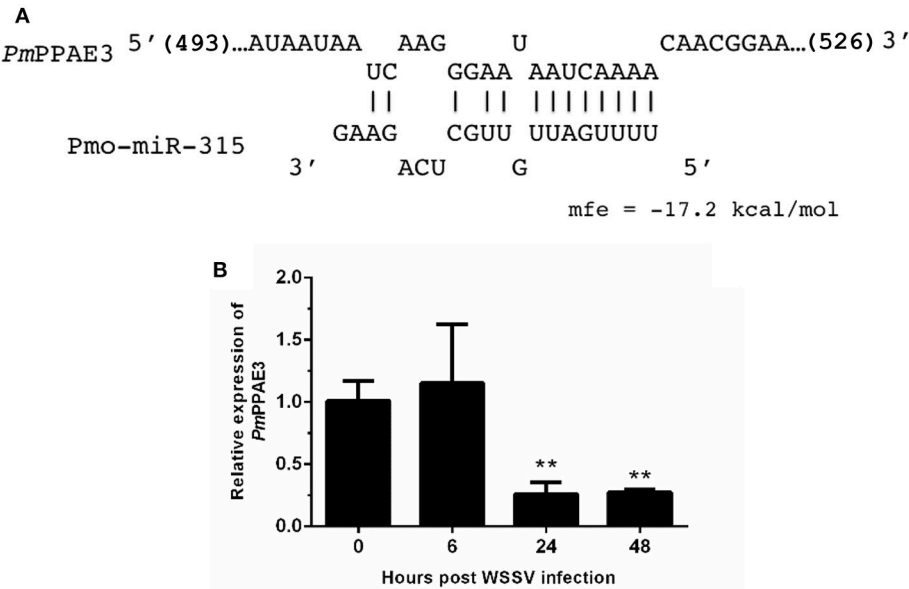 A
PmPPAE3 5′ (493)…AUAAUAA AAG U CAACGGAA…(526) 3′
UC GGAA AAUCAAAA
|| | || ||||||||
Pmo-miR-315 GAAG CGUU UUAGUUUU
3′ ACU G 5′
mfe = -17.2 kcal/mol
B
Relative expression of
PmPPAE3
2.0
1.5
1.0
0.5
0.0
** **
0 6 24 48
Hours post WSSV infection